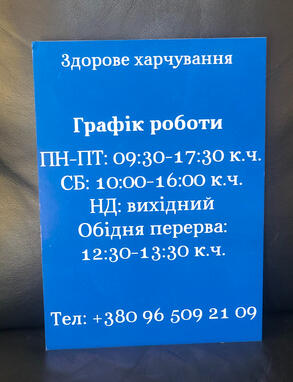 Здорове харчування
Графік роботи
ПН-ПТ: 09:30-17:30 к.ч.
СБ: 10:00-16:00 к.ч.
НД: вихідний
Обідня перерва:
12:30-13:30 к.ч.
Тел: +380 96 509 21 09